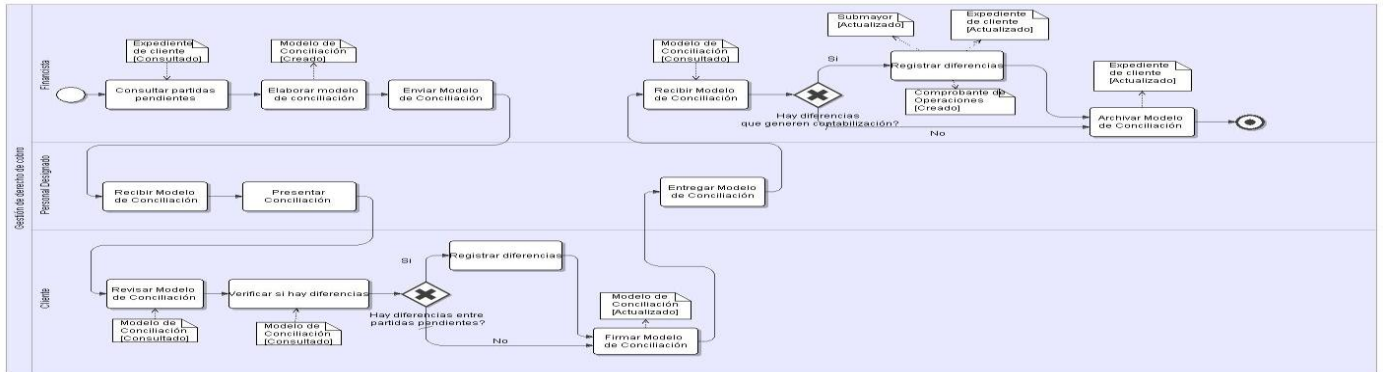 Gestión de derecho de cobro
Financista
Expediente
de cliente
[Consultado]
Modelo de
Conciliación
[Creado]
Consultar partidas
pendientes
Elaborar modelo
de conciliación
Enviar Modelo
de Conciliación
Modelo de
Conciliación
[Consultado]
Recibir Modelo
de Conciliación
Hay diferencias
que generen contabilización?
Si
No
Submayor
[Actualizado]
Expediente
de cliente
[Actualizado]
Registrar diferencias
Comprobante de
Operaciones
[Creado]
Expediente
de cliente
[Actualizado]
Archivar Modelo
de Conciliación
Personal Designado
Recibir Modelo
de Conciliación
Presentar
Conciliación
Entregar Modelo
de Conciliación
Cliente
Revisar Modelo
de Conciliación
Modelo de
Conciliación
[Consultado]
Verificar si hay diferencias
Modelo de
Conciliación
[Consultado]
Si
Hay diferencias entre
partidas pendientes?
No
Registrar diferencias
Modelo de
Conciliación
[Actualizado]
Firmar Modelo
de Conciliación